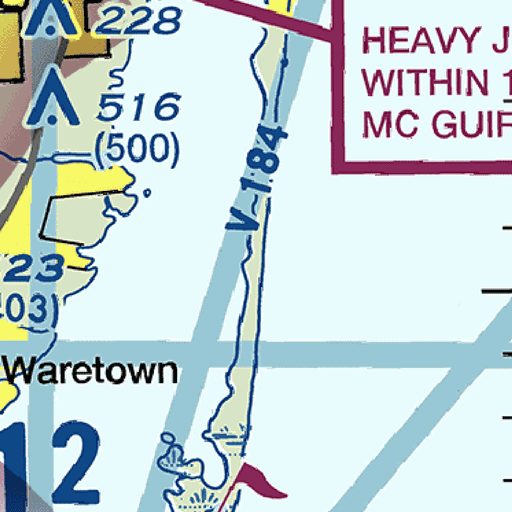 228
HEAVY J
WITHIN 1
MC GUIR
516
(500)
V-184
23
03)
Waretown
12